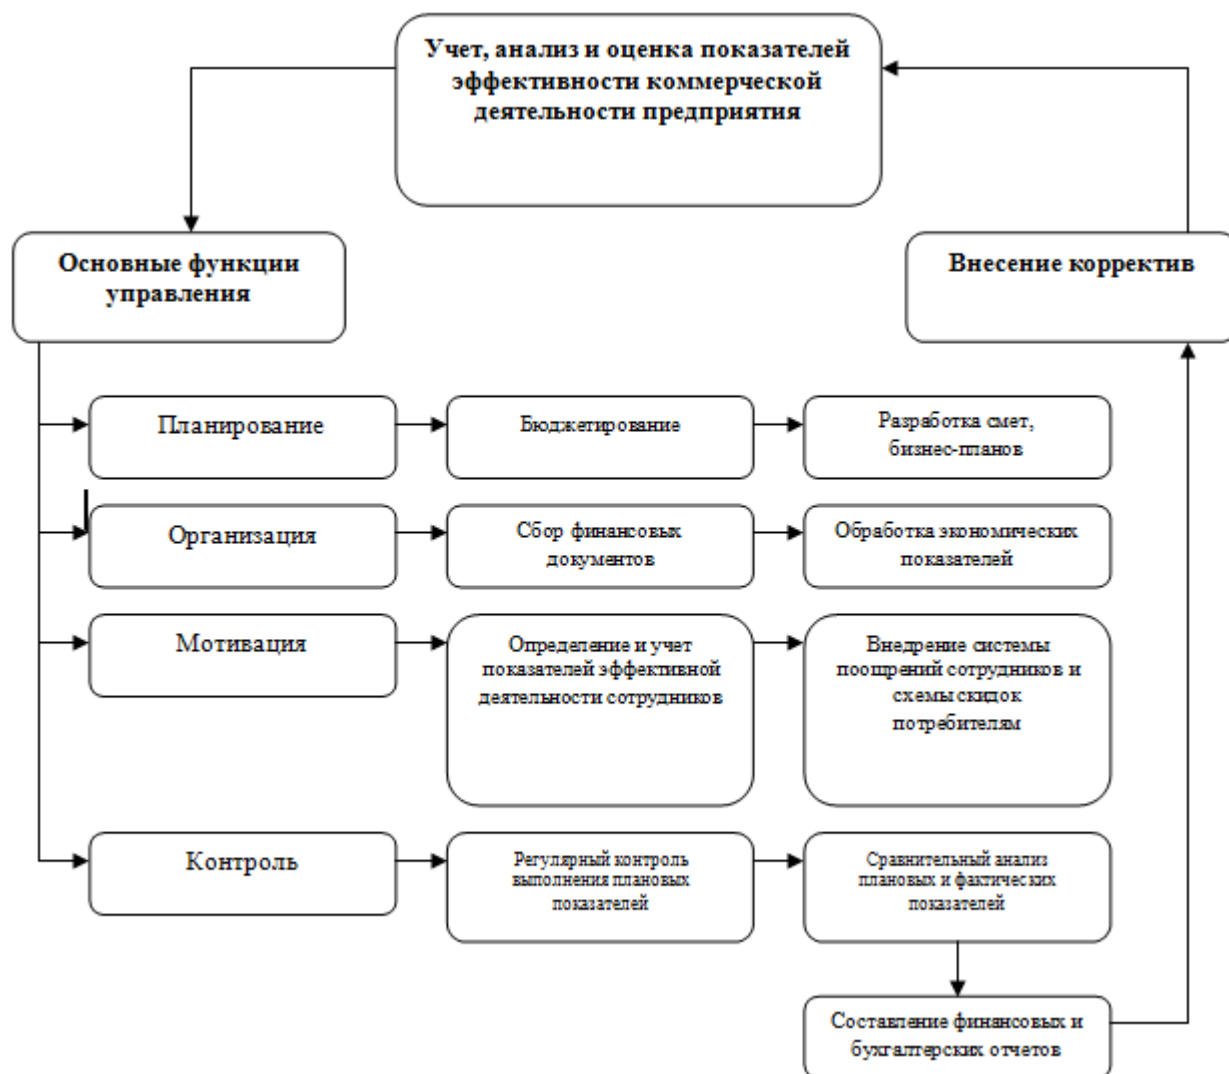 Учет, анализ и оценка показателей
эффективности коммерческой
деятельности предприятия
Основные функции
управления
Внесение корректив
Планирование
Бюджетирование
Разработка смет,
бизнес-планов
Организация
Сбор финансовых
документов
Обработка экономических
показателей
Мотивация
Определение и учет
показателей эффективной
деятельности сотрудников
Внедрение системы
поощрений сотрудников и
схемы скидок
потребителям
Контроль
Регулярный контроль
выполнения плановых
показателей
Сравнительный анализ
плановых и фактических
показателей
Составление финансовых и
бухгалтерских отчетов